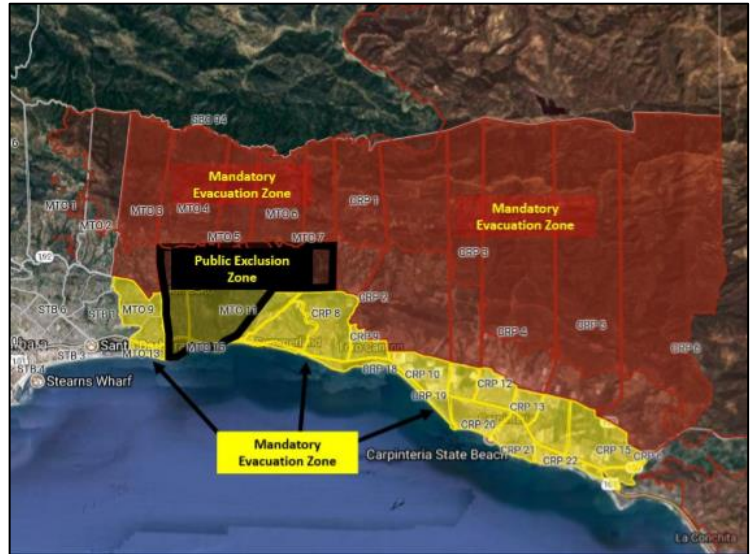 SBC 94
Mandatory
Evacuation Zone
MTO 1
MTO 2
MTO 3
MTO 4
MTO 6
CRP 1
Mandatory
Evacuation Zone
MTO 5
MTO 7
CRP 3
192
Public Exclusion
Zone
MTO 9
MTO 11
CRP 8
CRP 2
STB 6
STB 1
CRP 9
CRP 4
CRP 5
CRP 6
STB 3
MTO 13
CRP 18
STB 4
Stearns Wharf
CRP 10
CRP 12
CRP 19
CRP 13
CRP 20
Mandatory
Evacuation Zone
Carpinteria State Beach
CRP 21
CRP 22
CRP 15
101
La Conchita